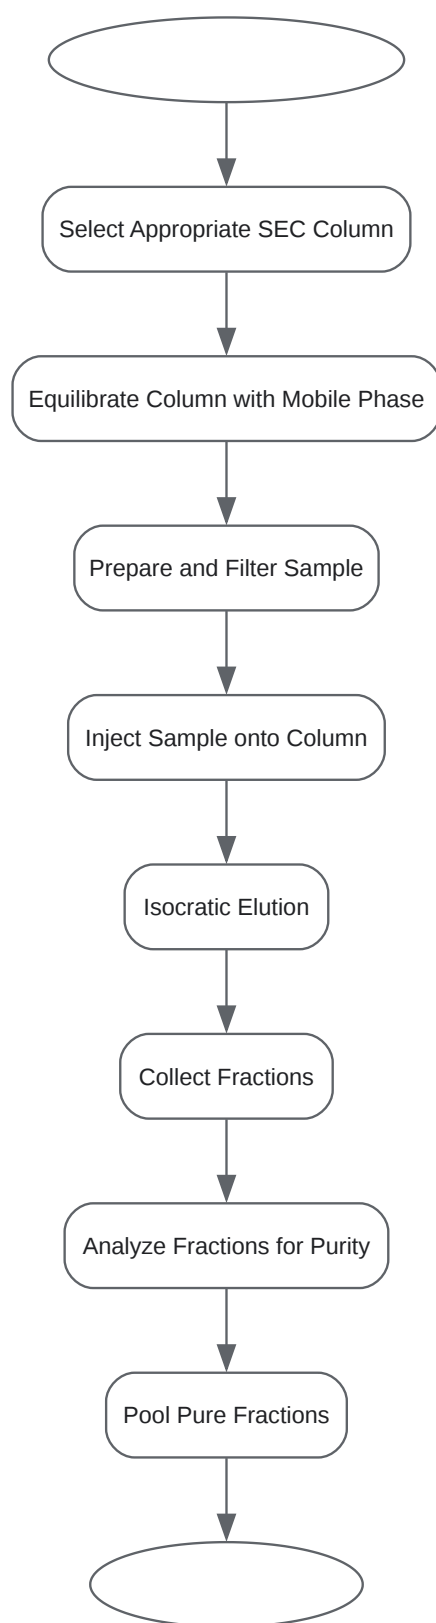 Select Appropriate SEC Column
Equilibrate Column with Mobile Phase
Prepare and Filter Sample
Inject Sample onto Column
Isocratic Elution
Collect Fractions
Analyze Fractions for Purity
Pool Pure Fractions